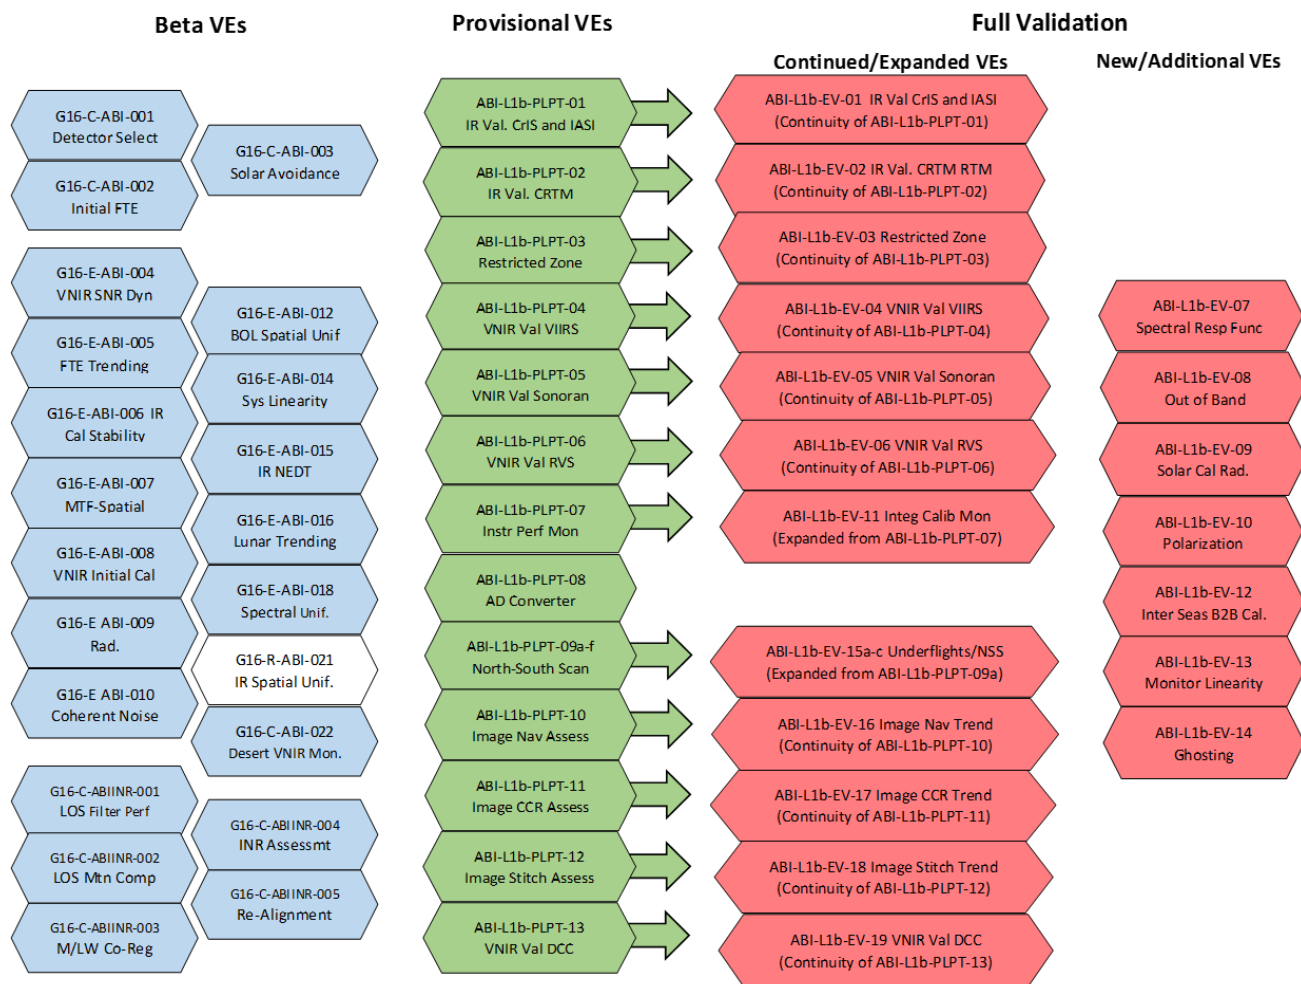 Beta VEs
Provisional VEs
Full Validation
Continued/Expanded VEs
New/Additional VEs
G16-C-ABI-001
Detector Select
G16-C-ABI-002
Initial FTE
G16-C-ABI-003
Solar Avoidance
G16-E-ABI-004
VNIR SNR Dyn
G16-E-ABI-005
FTE Trending
G16-E-ABI-006 IR
Cal Stability
G16-E-ABI-007
MTF-Spatial
G16-E-ABI-008
VNIR Initial Cal
G16-E ABI-009
Rad.
G16-E ABI-010
Coherent Noise
G16-E-ABI-012
BOL Spatial Unif
G16-E-ABI-014
Sys Linearity
G16-E-ABI-015
IR NEDT
G16-E-ABI-016
Lunar Trending
G16-E-ABI-018
Spectral Unif.
G16-R-ABI-021
IR Spatial Unif.
G16-C-ABI-022
Desert VNIR Mon.
G16-C-ABIINR-001
LOS Filter Perf
G16-C-ABIINR-002
LOS Mtn Comp
G16-C-ABIINR-003
M/LW Co-Reg
G16-C-ABIINR-004
INR Assessmt
G16-C-ABIINR-005
Re-Alignment
ABI-L1b-PLPT-01
IR Val. CrIS and IASI
ABI-L1b-PLPT-02
IR Val. CRTM
ABI-L1b-PLPT-03
Restricted Zone
ABI-L1b-PLPT-04
VNIR Val VIIRS
ABI-L1b-PLPT-05
VNIR Val Sonoran
ABI-L1b-PLPT-06
VNIR Val RVS
ABI-L1b-PLPT-07
Instr Perf Mon
ABI-L1b-PLPT-08
AD Converter
ABI-L1b-PLPT-09a-f
North-South Scan
ABI-L1b-PLPT-10
Image Nav Assess
ABI-L1b-PLPT-11
Image CCR Assess
ABI-L1b-PLPT-12
Image Stitch Assess
ABI-L1b-PLPT-13
VNIR Val DCC
ABI-L1b-EV-01 IR Val CrIS and IASI
(Continuity of ABI-L1b-PLPT-01)
ABI-L1b-EV-02 IR Val. CRTM RTM
(Continuity of ABI-L1b-PLPT-02)
ABI-L1b-EV-03 Restricted Zone
(Continuity of ABI-L1b-PLPT-03)
ABI-L1b-EV-04 VNIR Val VIIRS
(Continuity of ABI-L1b-PLPT-04)
ABI-L1b-EV-05 VNIR Val Sonoran
(Continuity of ABI-L1b-PLPT-05)
ABI-L1b-EV-06 VNIR Val RVS
(Continuity of ABI-L1b-PLPT-06)
ABI-L1b-EV-11 Integ Calib Mon
(Expanded from ABI-L1b-PLPT-07)
ABI-L1b-EV-15a-c Underflights/NSS
(Expanded from ABI-L1b-PLPT-09a)
ABI-L1b-EV-16 Image Nav Trend
(Continuity of ABI-L1b-PLPT-10)
ABI-L1b-EV-17 Image CCR Trend
(Continuity of ABI-L1b-PLPT-11)
ABI-L1b-EV-18 Image Stitch Trend
(Continuity of ABI-L1b-PLPT-12)
ABI-L1b-EV-19 VNIR Val DCC
(Continuity of ABI-L1b-PLPT-13)
ABI-L1b-EV-07
Spectral Resp Func
ABI-L1b-EV-08
Out of Band
ABI-L1b-EV-09
Solar Cal Rad.
ABI-L1b-EV-10
Polarization
ABI-L1b-EV-12
Inter Seas B2B Cal.
ABI-L1b-EV-13
Monitor Linearity
ABI-L1b-EV-14
Ghosting